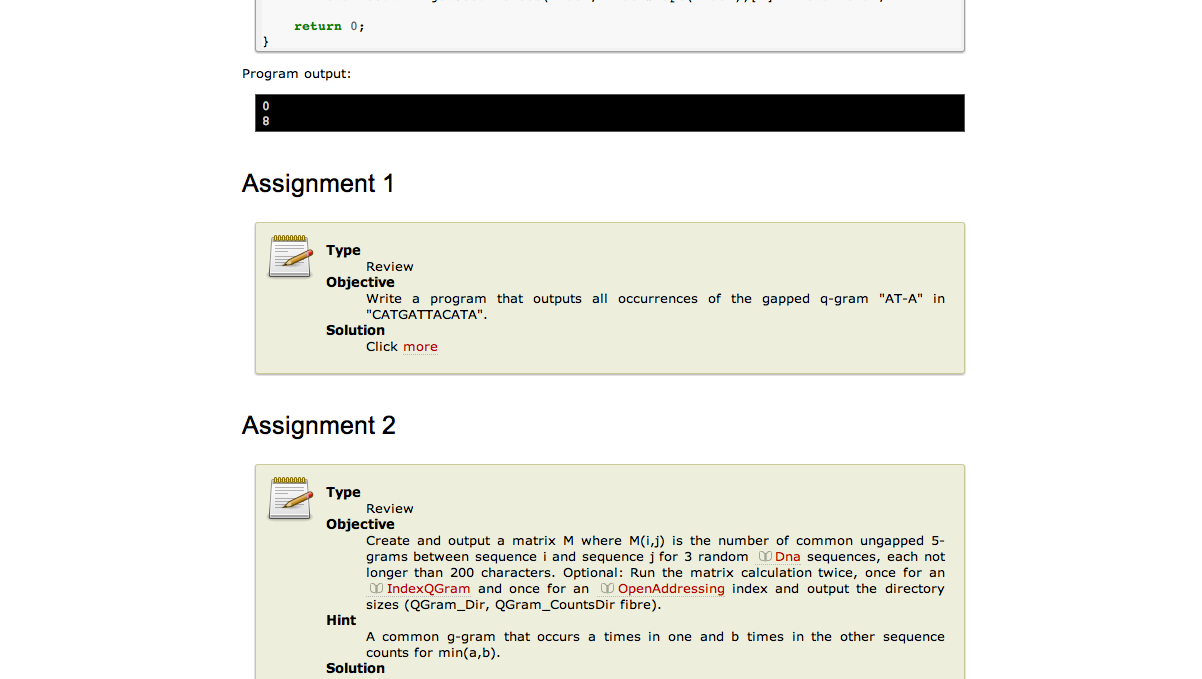 return 0;
}
Program output:
0
8
Assignment 1
Type
Review
Objective
Write a program that outputs all occurrences of the gapped q-gram "AT-A" in
"CATGATTACATA".
Solution
Click more
Assignment 2
Type
Review
Objective
Create and output a matrix M where M(i,j) is the number of common ungapped 5-
grams between sequence i and sequence j for 3 random Dna sequences, each not
longer than 200 characters. Optional: Run the matrix calculation twice, once for an
IndexQGram and once for an OpenAddressing index and output the directory
sizes (QGram_Dir, QGram_CountsDir fibre).
Hint
A common g-gram that occurs a times in one and b times in the other sequence
counts for min(a,b).
Solution